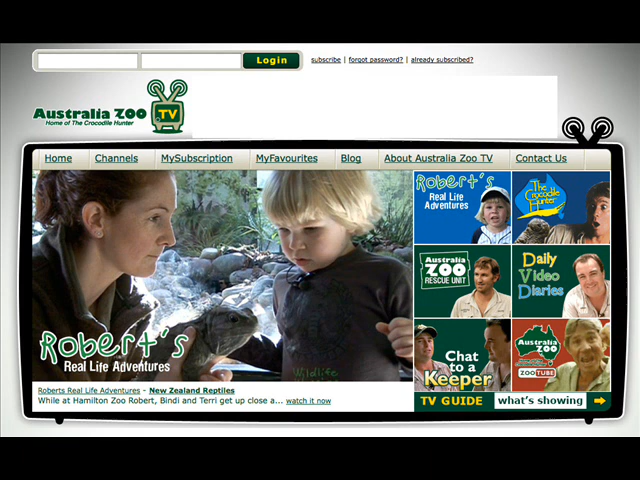 Login
subscribe | forgot password? | already subscribed?
Australia Zoo TV
Home of The Crocodile Hunter
Home Channels MySubscription MyFavourites Blog About Australia Zoo TV Contact Us
Robert's
Real Life Adventures
Wildlife
Roberts Real Life Adventures - New Zealand Reptiles
While at Hamilton Zoo Robert, Bindi and Terri get up close a... watch it now
Robert's
Real Life
Adventures
The
Crocodile
Hunter
AUSTRALIA
ZOO
RESCUE UNIT
Daily
Video
Diaries
Chat
to a
Keeper
Australia
ZOO
ZOO TUBE
TV GUIDE what's showing